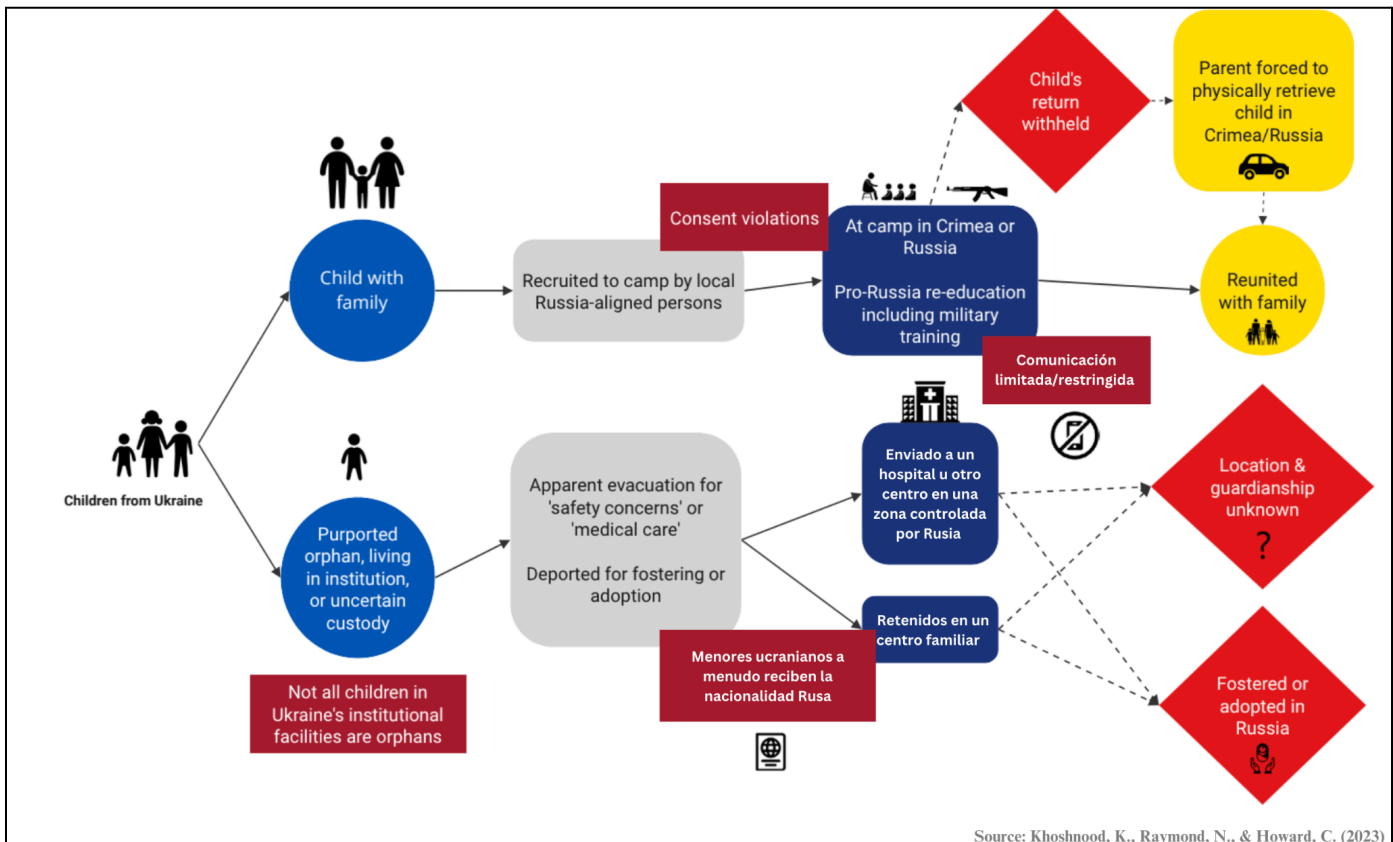 Child's
return
withheld
Parent forced to
physically retrieve
child in
Crimea/Russia
Consent violations
Child with
family
Recruited to camp by local
Russia-aligned persons
At camp in Crimea or
Russia
Pro-Russia re-education
including military
training
Reunited
with family
Comunicación
limitada/restringida
Children from Ukraine
Purported
orphan, living
in institution,
or uncertain
custody
Apparent evacuation for
'safety concerns' or
'medical care'
Deported for fostering or
adoption
Enviado a un
hospital u otro
centro en una
zona controlada
por Rusia
Location &
guardianship
unknown
?
Retenidos en un
centro familiar
Not all children in
Ukraine's institutional
facilities are orphans
Menores ucranianos a
menudo reciben la
nacionalidad Rusa
Fostered or
adopted in
Russia
Source: Khoshnood, K., Raymond, N., & Howard, C. (2023)